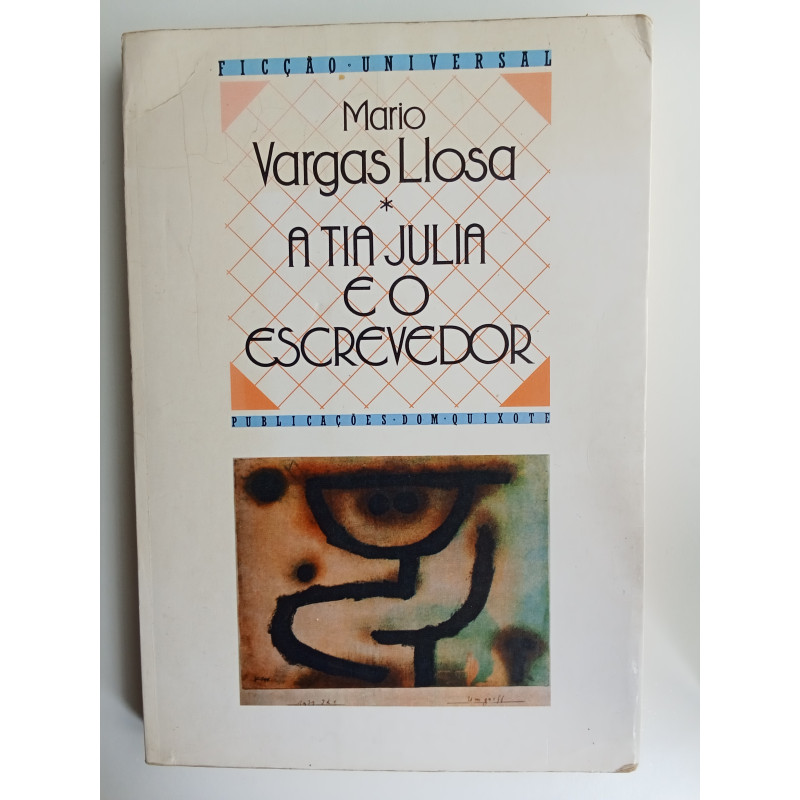 FICÇÃO · UNIVERSAL
Mario
Vargas Llosa
*
A TIA JULIA
E O
ESCREVEDOR
PUBLICAÇÕES · DOM · QUIXOTE